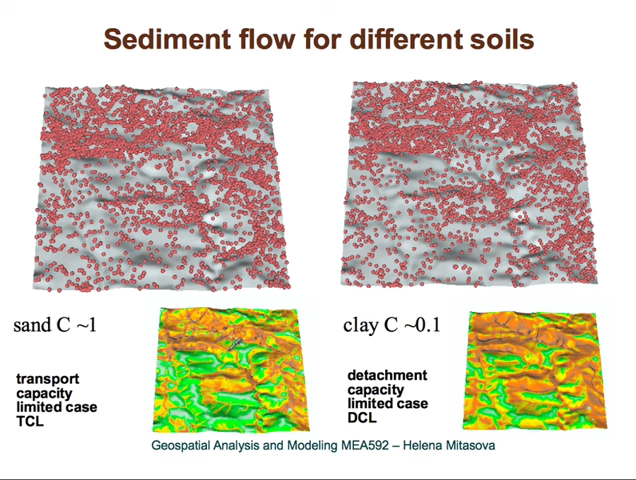 Sediment flow for different soils
sand C ~1
transport
capacity
limited case
TCL
clay C ~0.1
detachment
capacity
limited case
DCL
Geospatial Analysis and Modeling MEA592 – Helena Mitasova